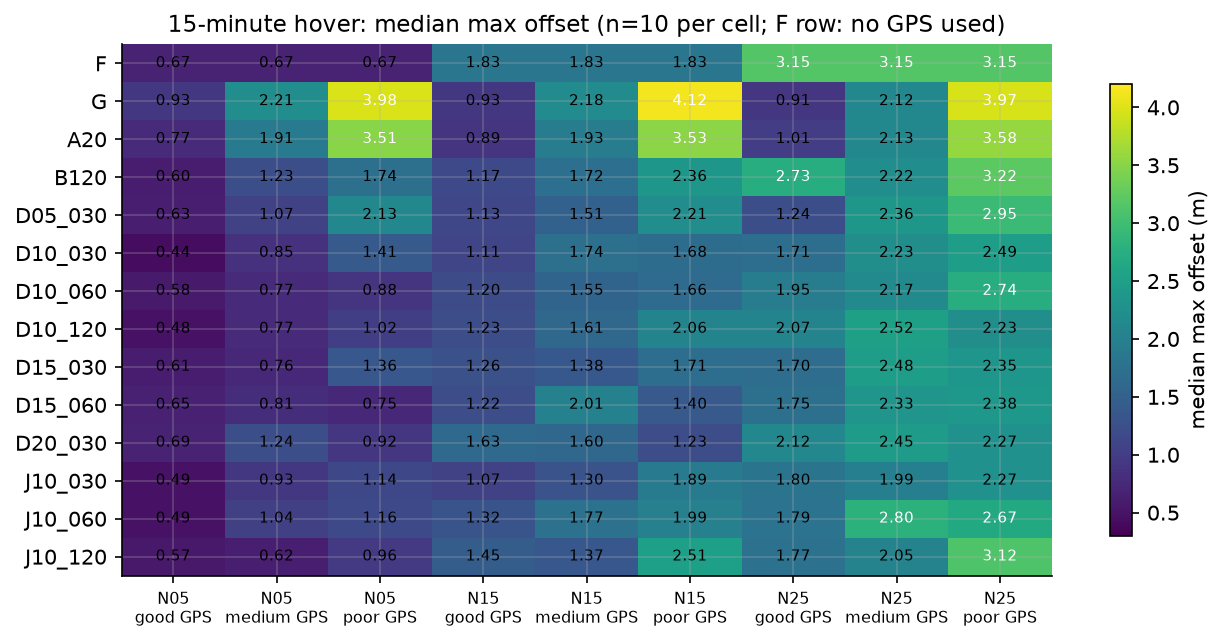 15-minute hover: median max offset (n=10 per cell; F row: no GPS used)
F 0.67 0.67 0.67 1.83 1.83 1.83 3.15 3.15 3.15
G 0.93 2.21 3.98 0.93 2.18 4.12 0.91 2.12 3.97
A20 0.77 1.91 3.51 0.89 1.93 3.53 1.01 2.13 3.58
B120 0.60 1.23 1.74 1.17 1.72 2.36 2.73 2.22 3.22
D05_030 0.63 1.07 2.13 1.13 1.51 2.21 1.24 2.36 2.95
D10_030 0.44 0.85 1.41 1.11 1.74 1.68 1.71 2.23 2.49
D10_060 0.58 0.77 0.88 1.20 1.55 1.66 1.95 2.17 2.74
D10_120 0.48 0.77 1.02 1.23 1.61 2.06 2.07 2.52 2.23
D15_030 0.61 0.76 1.36 1.26 1.38 1.71 1.70 2.48 2.35
D15_060 0.65 0.81 0.75 1.22 2.01 1.40 1.75 2.33 2.38
D20_030 0.69 1.24 0.92 1.63 1.60 1.23 2.12 2.45 2.27
J10_030 0.49 0.93 1.14 1.07 1.30 1.89 1.80 1.99 2.27
J10_060 0.49 1.04 1.16 1.32 1.77 1.99 1.79 2.80 2.67
J10_120 0.57 0.62 0.96 1.45 1.37 2.51 1.77 2.05 3.12
N05 N05 N05 N15 N15 N15 N25 N25 N25
good GPS medium GPS poor GPS good GPS medium GPS poor GPS good GPS medium GPS poor GPS
4.0
3.5
3.0
2.5
2.0
1.5
1.0
0.5
median max offset (m)